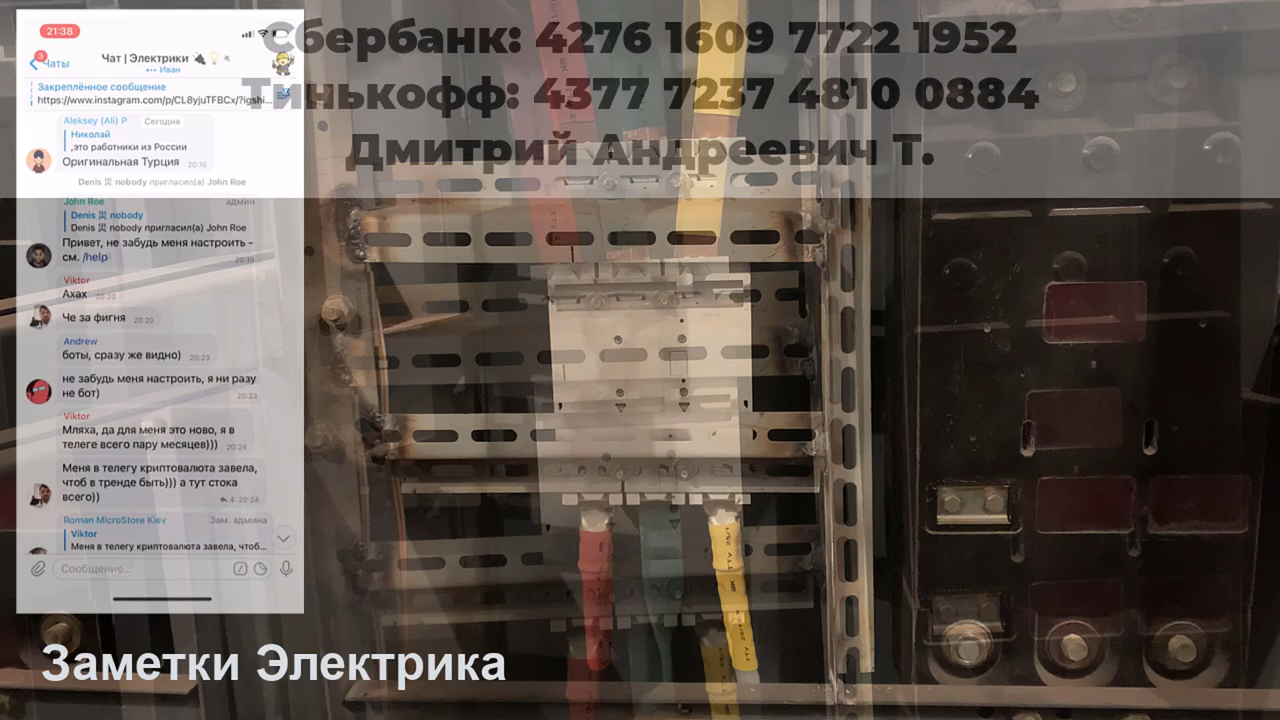 Сбербанк: 4276 1609 7722 1952
Тинькофф: 4377 7237 4810 0884
Дмитрий Андреевич Т.
21:38
3
Чаты
Чат | Электрики
Иван
Закреплённое сообщение
https://www.instagram.com/p/CL8yjuTFBCx/?igshi...
Aleksey (Ali) P
Сегодня
Николай
,это работники из России
Оригинальная Турция 20:15
Denis 㷋 nobody пригласил(а) John Roe
John Roe админ
Denis 㷋 nobody
Denis 㷋 nobody пригласил(а) John Roe
Привет, не забудь меня настроить -
см. /help 20:19
Viktor
Ахах 20:20
Че за фигня 20:20
Andrew
боты, сразу же видно) 20:23
не забудь меня настроить, я ни разу
не бот) 20:23
Viktor
Мляха, да для меня это ново, я в
телеге всего пару месяцев))) 20:24
Меня в телегу криптовалюта завела,
чтоб в тренде быть))) а тут стока
всего)) 4 20:24
Roman MicroStore Kiev Зам. админа
Viktor
Меня в телегу криптовалюта завела, чтоб...
Сообщение...
Заметки Электрика